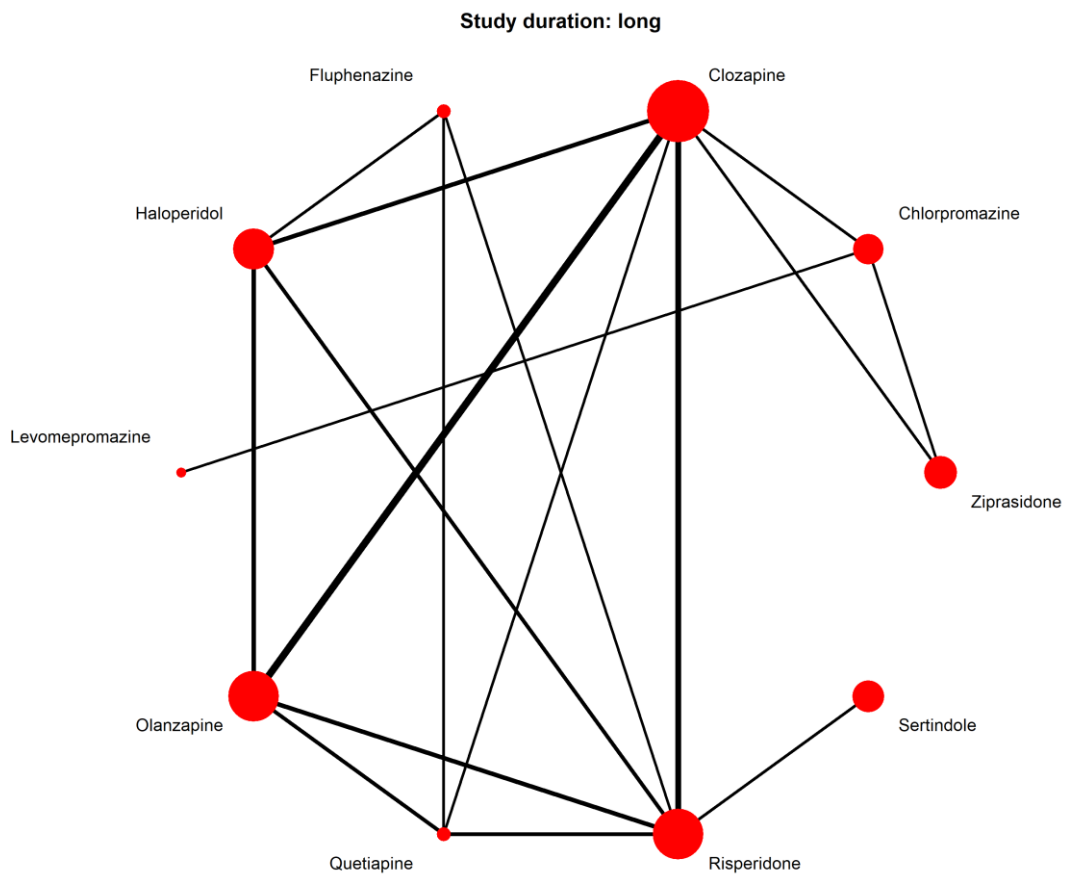 Study duration: long
Fluphenazine
Clozapine
Haloperidol
Chlorpromazine
Levomepromazine
Ziprasidone
Olanzapine
Sertindole
Quetiapine
Risperidone